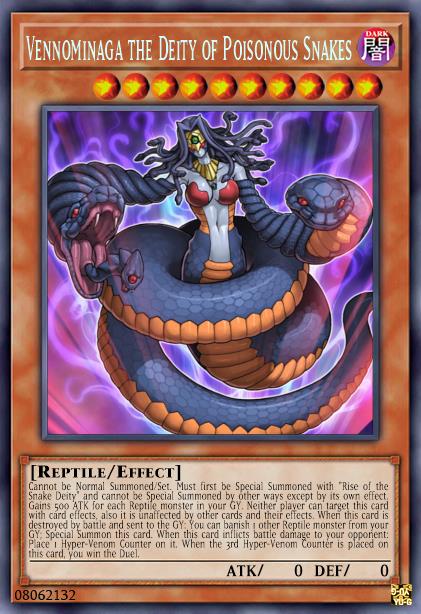 Vennominaga the Deity of Poisonous Snakes
DARK
闇
[Reptile/Effect]
Cannot be Normal Summoned/Set. Must first be Special Summoned with "Rise of the
Snake Deity" and cannot be Special Summoned by other ways except by its own effect.
Gains 500 ATK for each Reptile monster in your GY. Neither player can target this card
with card effects, also it is unaffected by other cards and their effects. When this card is
destroyed by battle and sent to the GY: You can banish 1 other Reptile monster from your
GY; Special Summon this card. When this card inflicts battle damage to your opponent:
Place 1 Hyper-Venom Counter on it. When the 3rd Hyper-Venom Counter is placed on
this card, you win the Duel.
ATK/ 0 DEF/ 0
08062132